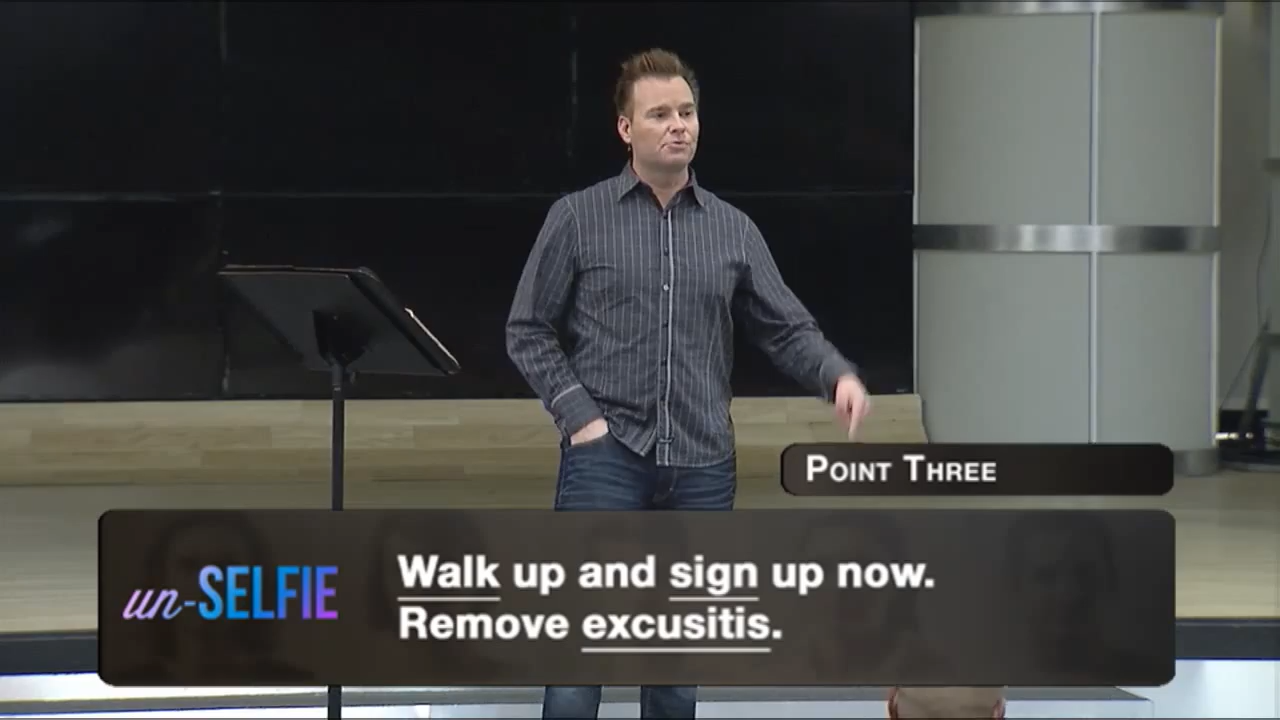 Point Three
un-SELFIE
Walk up and sign up now.
Remove excusitis.